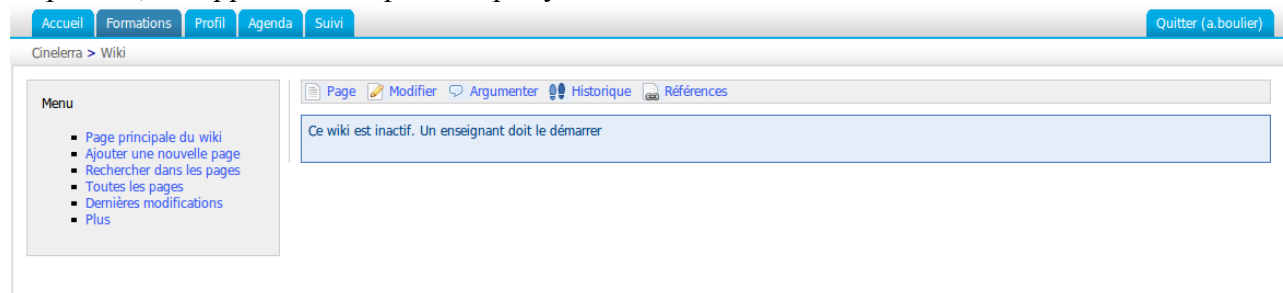 Accueil Formations Profil Agenda Suivi Quitter (a.boulier)
Cinelerra > Wiki
Menu
Page principale du wiki
Ajouter une nouvelle page
Rechercher dans les pages
Toutes les pages
Dernières modifications
Plus
Page Modifier Argumenter Historique Références
Ce wiki est inactif. Un enseignant doit le démarrer